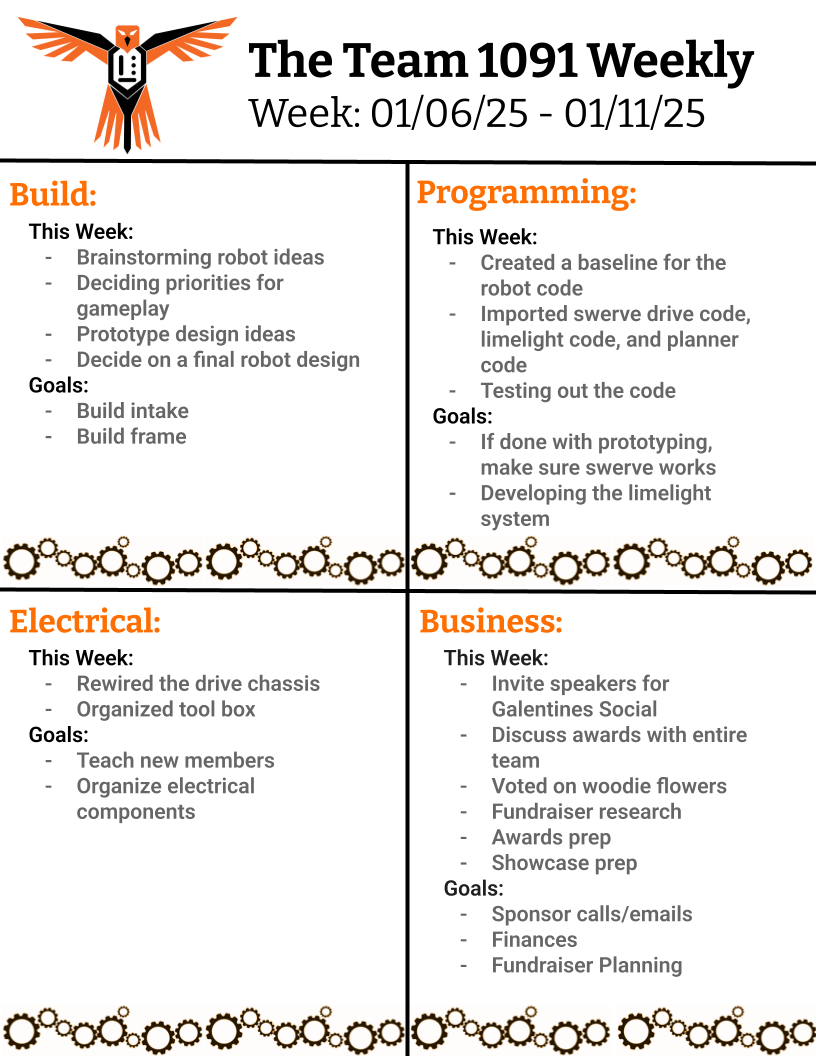 The Team 1091 Weekly
Week: 01/06/25 - 01/11/25
Build:
This Week:
- Brainstorming robot ideas
- Deciding priorities for
gameplay
- Prototype design ideas
- Decide on a final robot design
Goals:
- Build intake
- Build frame
Programming:
This Week:
- Created a baseline for the
robot code
- Imported swerve drive code,
limelight code, and planner
code
- Testing out the code
Goals:
- If done with prototyping,
make sure swerve works
- Developing the limelight
system
Electrical:
This Week:
- Rewired the drive chassis
- Organized tool box
Goals:
- Teach new members
- Organize electrical
components
Business:
This Week:
- Invite speakers for
Galentines Social
- Discuss awards with entire
team
- Voted on woodie flowers
- Fundraiser research
- Awards prep
- Showcase prep
Goals:
- Sponsor calls/emails
- Finances
- Fundraiser Planning